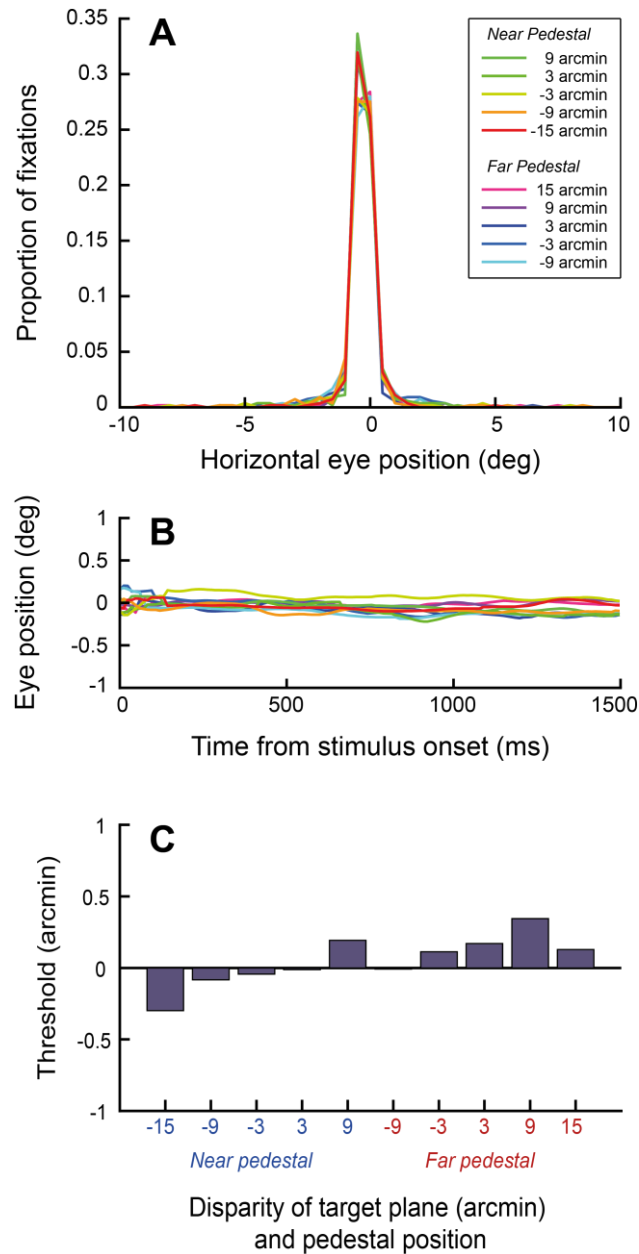 A
Near Pedestal
9 arcmin
3 arcmin
-3 arcmin
-9 arcmin
-15 arcmin
Far Pedestal
15 arcmin
9 arcmin
3 arcmin
-3 arcmin
-9 arcmin
Proportion of fixations
0.35
0.3
0.25
0.2
0.15
0.1
0.05
0
-10 -5 0 5 10
Horizontal eye position (deg)
B
Eye position (deg)
1
0.5
0
-0.5
-1
0 500 1000 1500
Time from stimulus onset (ms)
C
Threshold (arcmin)
1
0.5
0
-0.5
-1
-15 -9 -3 3 9 -9 -3 3 9 15
Near pedestal Far pedestal
Disparity of target plane (arcmin)
and pedestal position